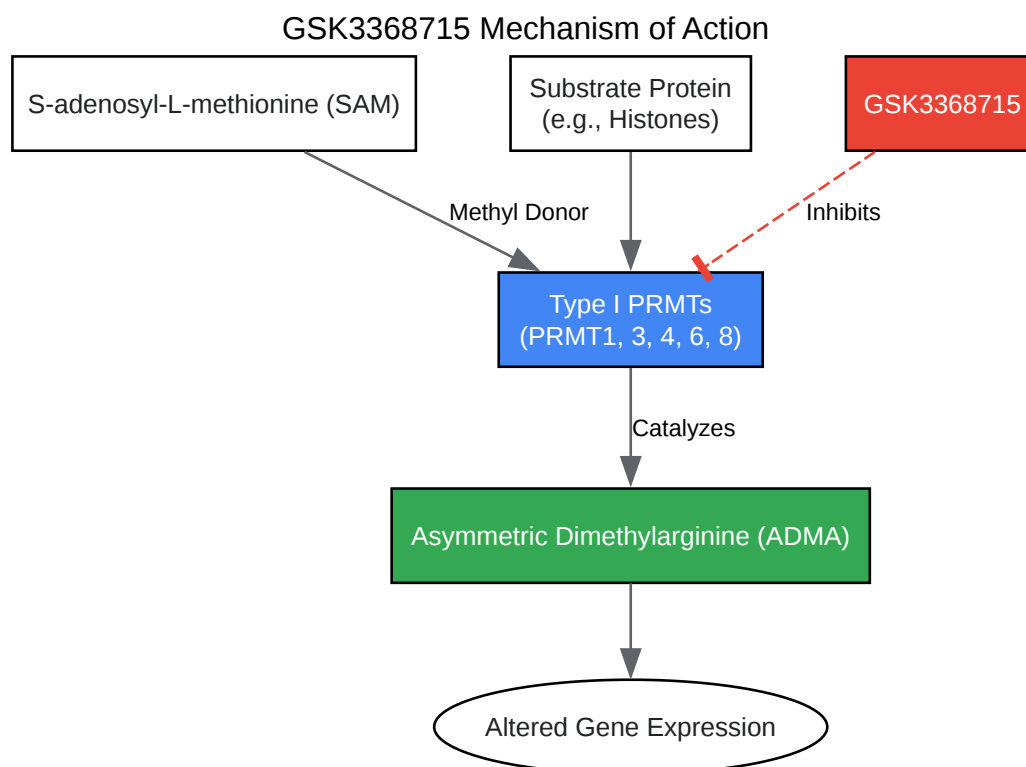 GSK3368715 Mechanism of Action
S-adenosyl-L-methionine (SAM)
Substrate Protein
(e.g., Histones)
GSK3368715
Methyl Donor
Inhibits
Type I PRMTs
(PRMT1, 3, 4, 6, 8)
Catalyzes
Asymmetric Dimethylarginine (ADMA)
Altered Gene Expression